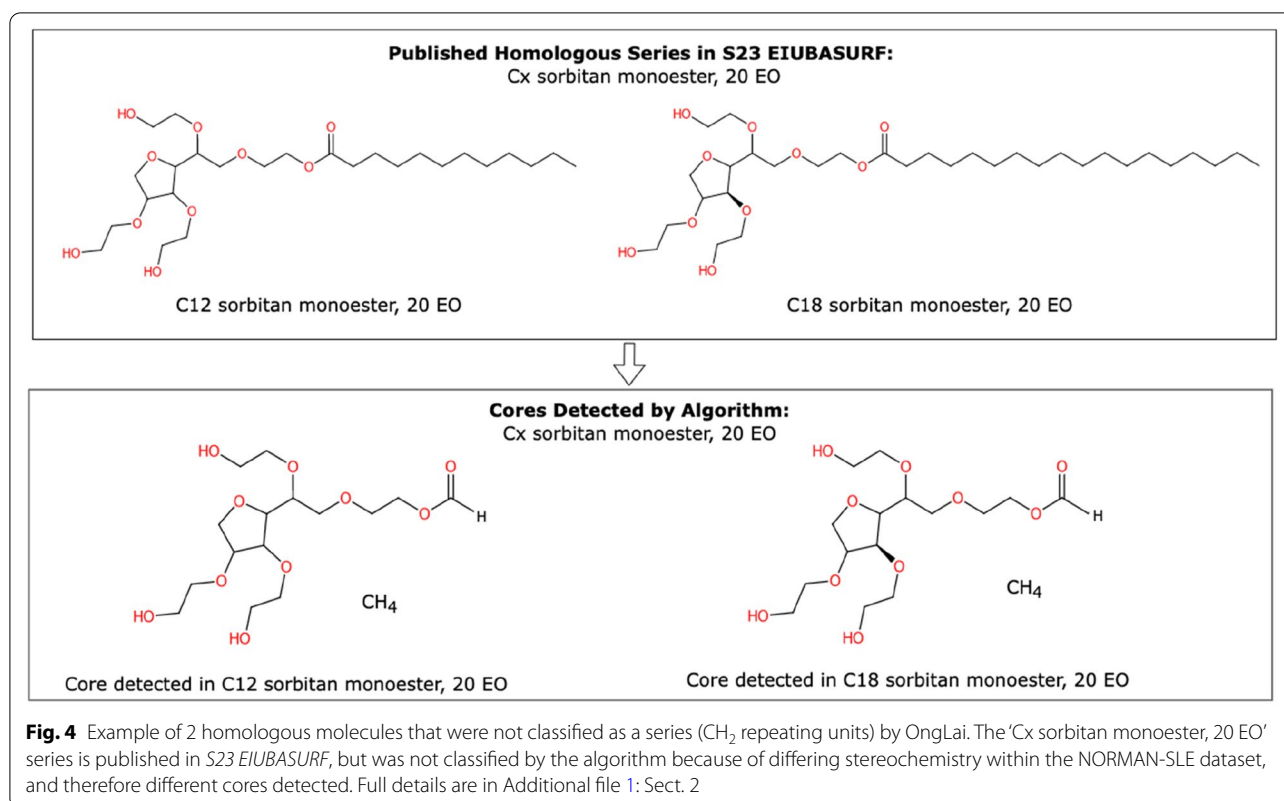 Published Homologous Series in S23 EIUBASURF:
Cx sorbitan monoester, 20 EO
HO
O
O
O
O
O
O
O
HO
HO
C12 sorbitan monoester, 20 EO
HO
O
O
O
O
O
O
O
HO
HO
C18 sorbitan monoester, 20 EO
Cores Detected by Algorithm:
Cx sorbitan monoester, 20 EO
HO
O
O
O
O
O
H
O
O
HO
HO
CH4
Core detected in C12 sorbitan monoester, 20 EO
HO
O
O
O
O
O
H
O
O
HO
HO
CH4
Core detected in C18 sorbitan monoester, 20 EO
Fig. 4 Example of 2 homologous molecules that were not classified as a series (CH2 repeating units) by OngLai. The ‘Cx sorbitan monoester, 20 EO’
series is published in S23 EIUBASURF, but was not classified by the algorithm because of differing stereochemistry within the NORMAN-SLE dataset,
and therefore different cores detected. Full details are in Additional file 1: Sect. 2